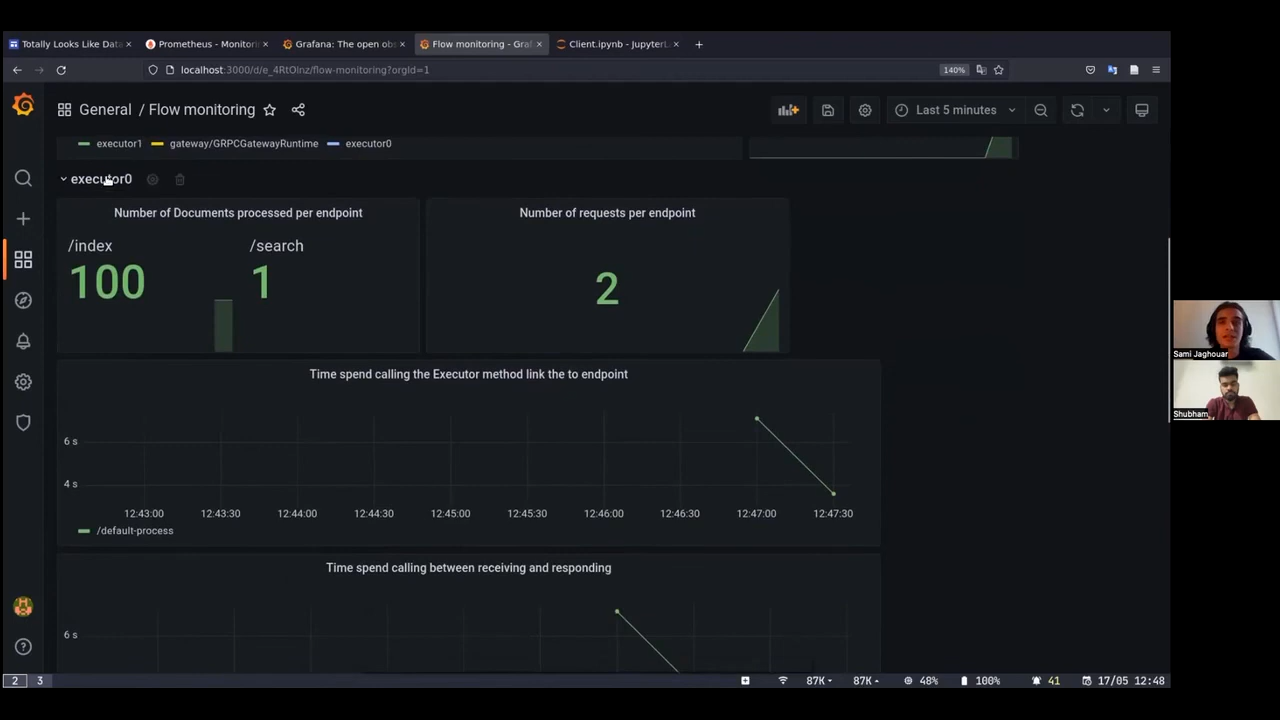 Totally Looks Like Data
Prometheus - Monitori
Grafana: The open obs
Flow monitoring - Graf
Client.ipynb - JupyterL
localhost:3000/d/e_4RtOlnz/flow-monitoring?orgId=1
140%
General / Flow monitoring
Last 5 minutes
executor1 gateway/GRPCGatewayRuntime executor0
executor0
Number of Documents processed per endpoint
/index
100
/search
1
Number of requests per endpoint
2
Time spend calling the Executor method link the to endpoint
6 s
4 s
12:43:00 12:43:30 12:44:00 12:44:30 12:45:00 12:45:30 12:46:00 12:46:30 12:47:00 12:47:30
/default-process
Time spend calling between receiving and responding
6 s
Sami Jaghouar
Shubham
2 3
87K 87K 48% 100% 41 17/05 12:48